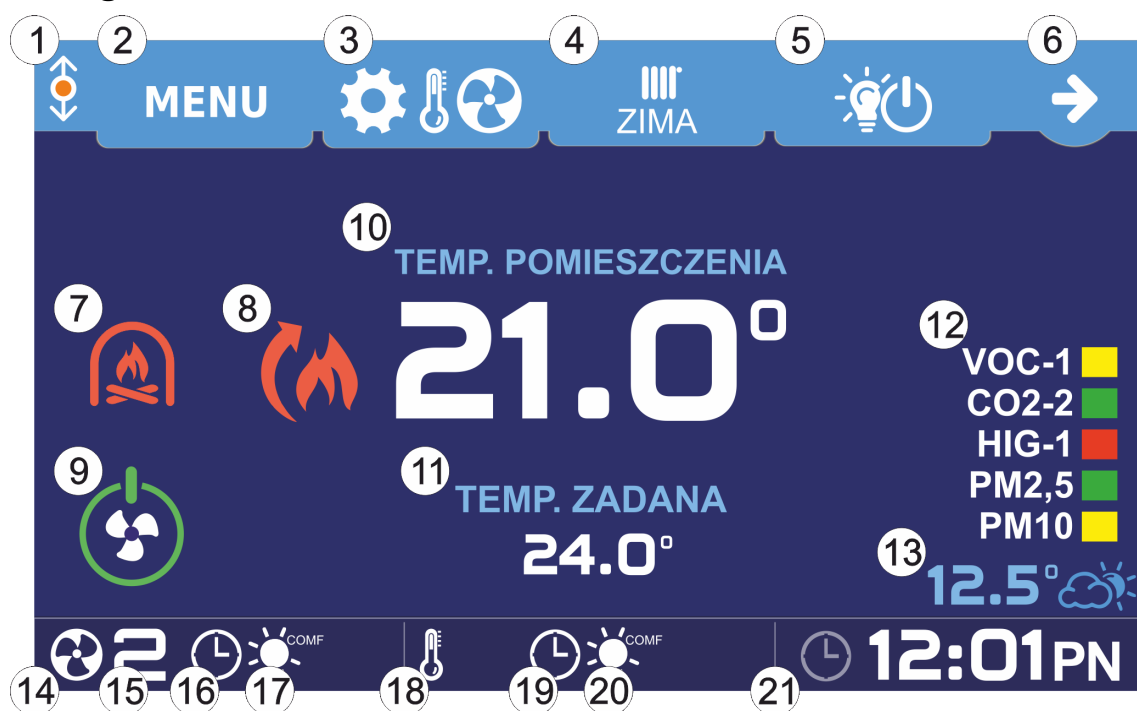 1 2 3 4 5 6
MENU
ZIMA
10
TEMP. POMIESZCZENIA
21.0°
7 8
12
VOC-1
CO2-2
HIG-1
PM2,5
PM10
9
11
TEMP. ZADANA
24.0°
13
12.5°
2 COMF COMF 12:01PN
14 15 16 17 18 19 20 21